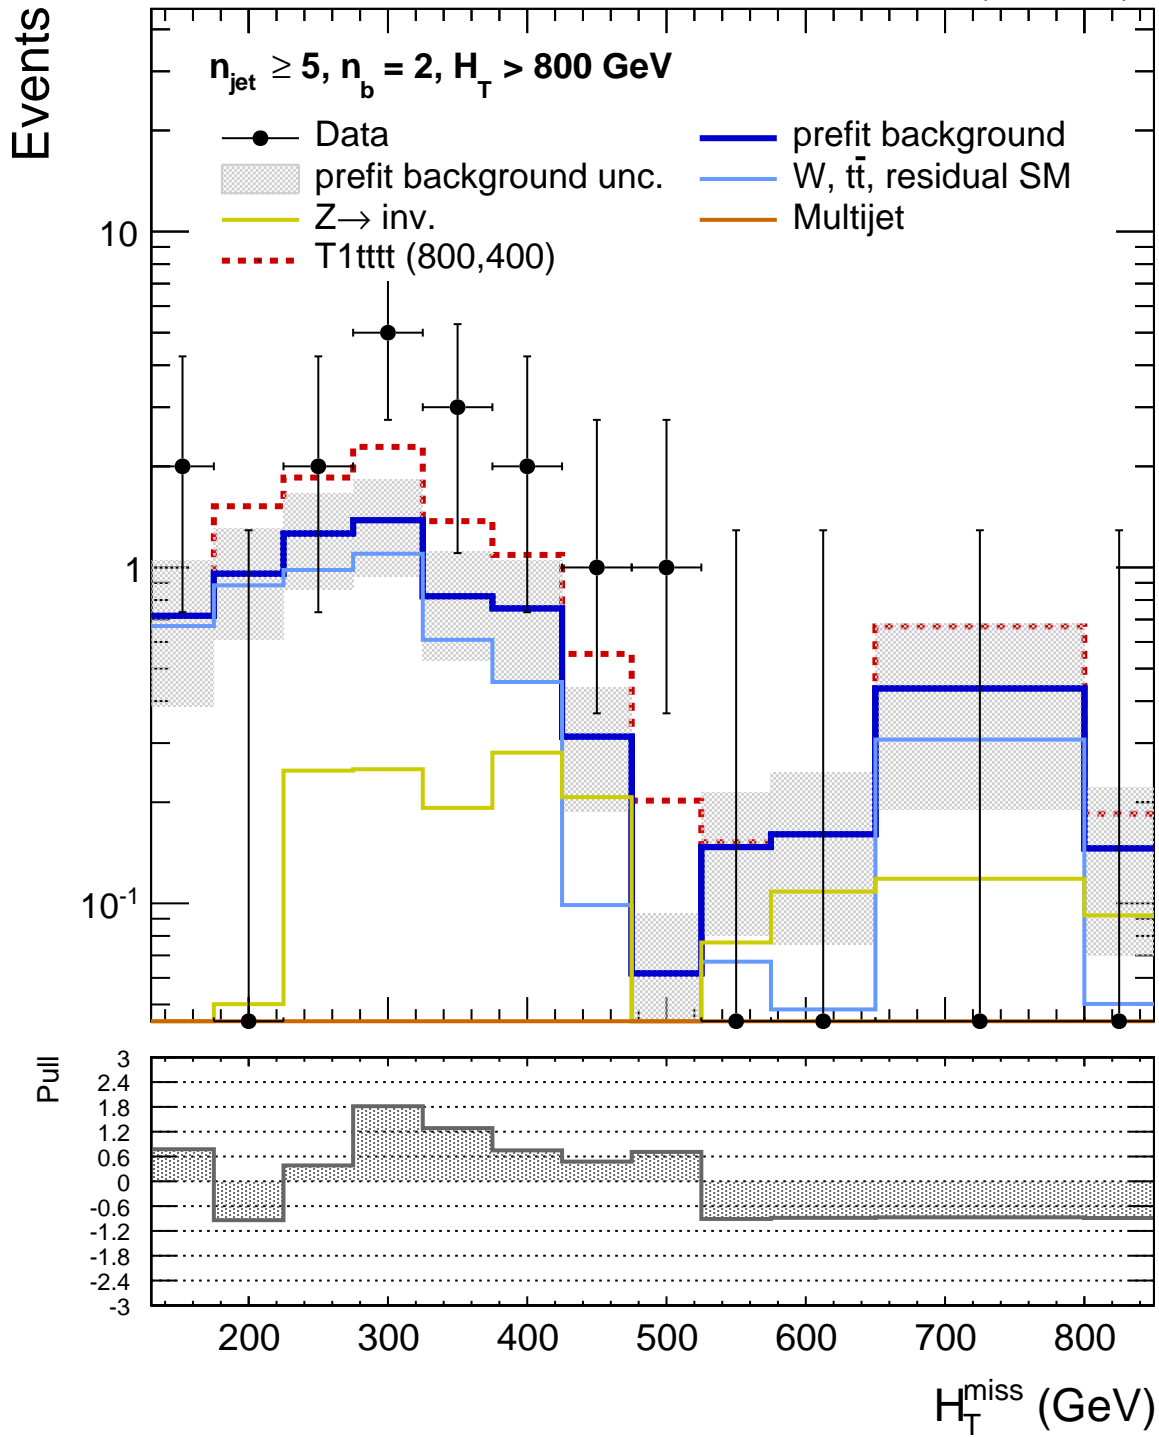 n_jet ≥ 5, n_b = 2, H_T > 800 GeV
Data
prefit background
prefit background unc.
W, tt̄, residual SM
Z→ inv.
Multijet
T1tttt (800,400)
Events
10
1
10^-1
Pull
3
2.4
1.8
1.2
0.6
0
-0.6
-1.2
-1.8
-2.4
-3
200 300 400 500 600 700 800
H_T^miss (GeV)